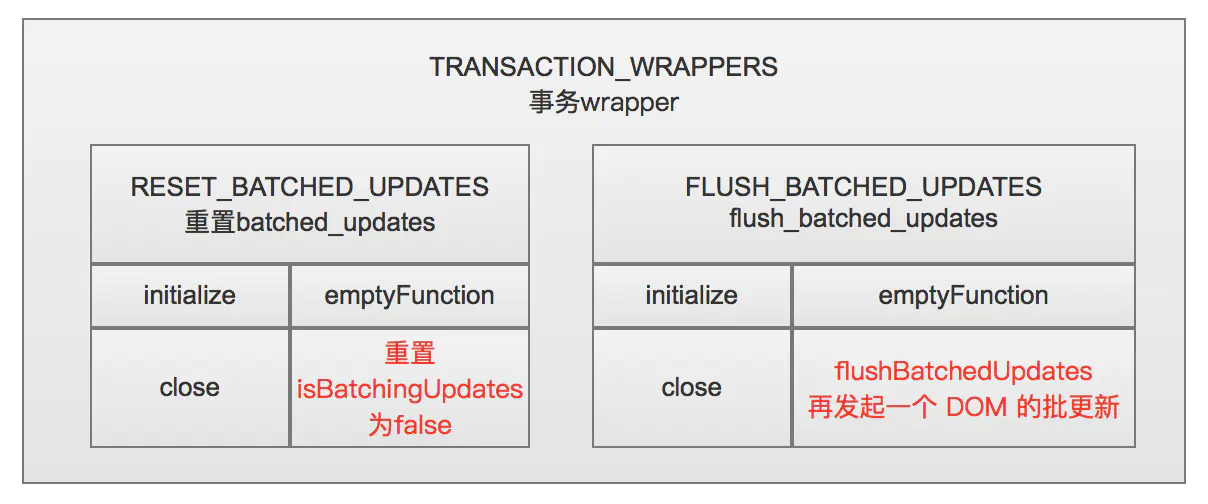 TRANSACTION_WRAPPERS
事务wrapper
RESET_BATCHED_UPDATES
重置batched_updates
initialize
emptyFunction
close
重置
isBatchingUpdates
为false
FLUSH_BATCHED_UPDATES
flush_batched_updates
initialize
emptyFunction
close
flushBatchedUpdates
再发起一个 DOM 的批更新